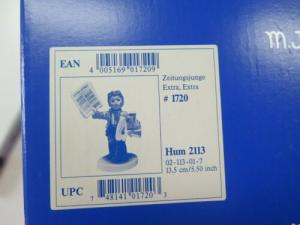 M.J
EAN
4 005169 017209
Zeitungsjunge
Extra, Extra
# 1720
Hum 2113
02-113-01-7
13,5 cm/5.50 inch
UPC
7 48141 01720 3